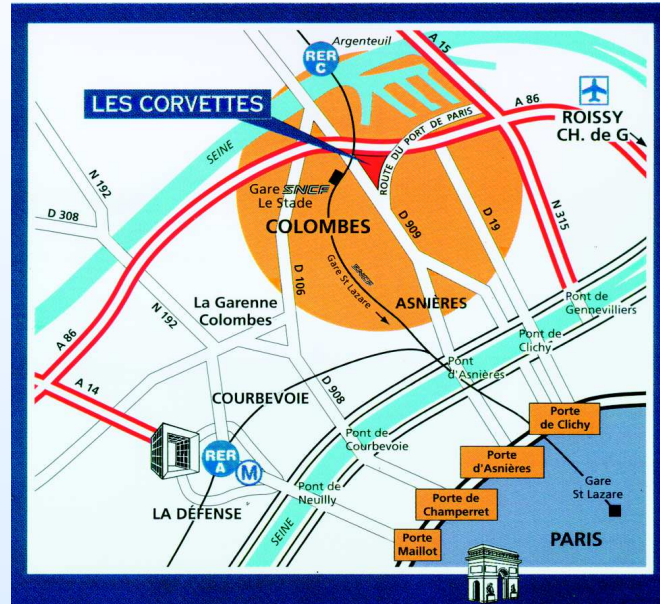 Argenteuil
RER
C
A 15
LES CORVETTES
A 86
ROISSY
CH. de G
SEINE
ROUTE DU PORT DE PARIS
N 192
Gare SNCF
Le Stade
D 308
COLOMBES
D 909
D 19
N 315
SNCF
Gare St Lazare
D 106
ASNIÈRES
La Garenne
Colombes
N 192
Pont de
Gennevilliers
Pont de
Clichy
A 86
A 14
Pont
d'Asnières
COURBEVOIE
D 908
Porte
de Clichy
Pont de
Courbevoie
RER
A
M
Porte
d'Asnières
Gare
St Lazare
Pont de
Neuilly
Porte de
Champerret
LA DÉFENSE
SEINE
Porte
Maillot
PARIS